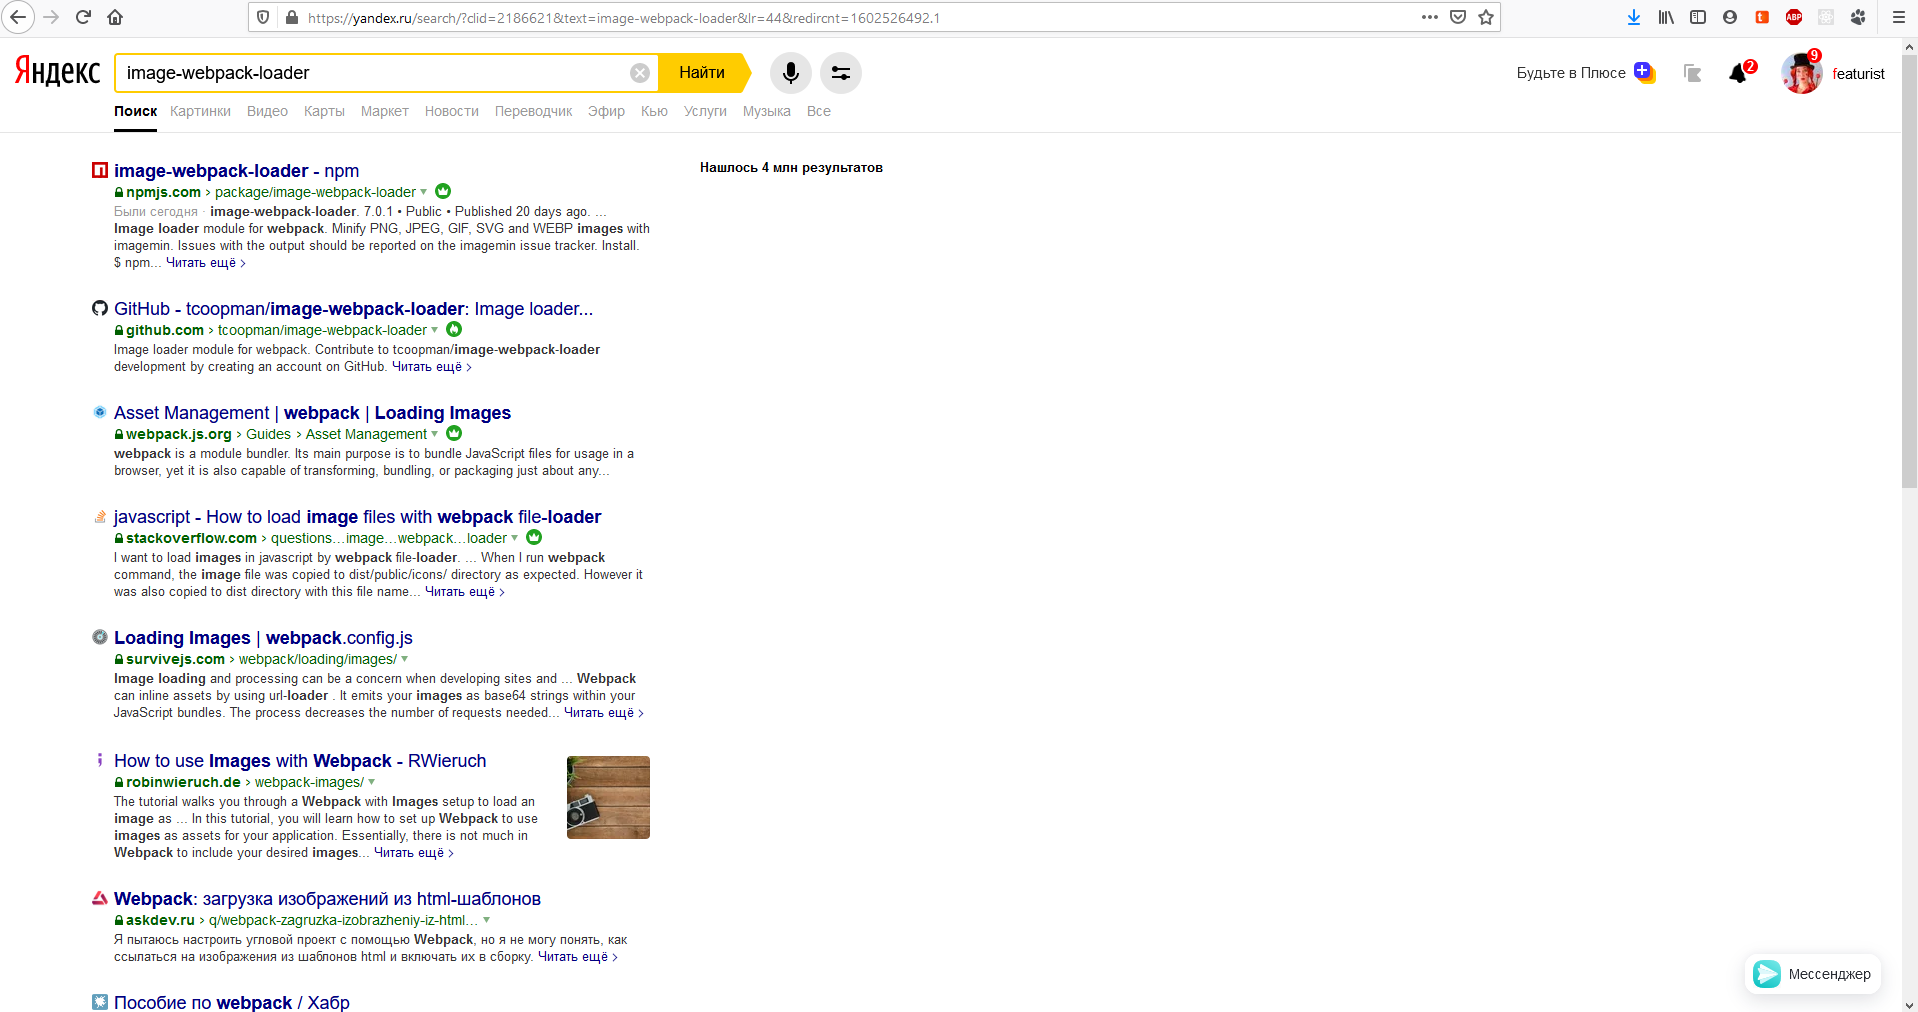 https://yandex.ru/search/?clid=2186621&text=image-webpack-loader&lr=44&redircnt=1602526492.1
ABP
Яндекс
image-webpack-loader
Найти
Будьте в Плюсе
2
9
featurist
Поиск Картинки Видео Карты Маркет Новости Переводчик Эфир Кью Услуги Музыка Все
image-webpack-loader - npm
npmjs.com › package/image-webpack-loader
Были сегодня · image-webpack-loader. 7.0.1 • Public • Published 20 days ago. ...
Image loader module for webpack. Minify PNG, JPEG, GIF, SVG and WEBP images with
imagemin. Issues with the output should be reported on the imagemin issue tracker. Install.
$ npm... Читать ещё ›
Нашлось 4 млн результатов
GitHub - tcoopman/image-webpack-loader: Image loader...
github.com › tcoopman/image-webpack-loader
Image loader module for webpack. Contribute to tcoopman/image-webpack-loader
development by creating an account on GitHub. Читать ещё ›
Asset Management | webpack | Loading Images
webpack.js.org › Guides › Asset Management
webpack is a module bundler. Its main purpose is to bundle JavaScript files for usage in a
browser, yet it is also capable of transforming, bundling, or packaging just about any...
javascript - How to load image files with webpack file-loader
stackoverflow.com › questions...image...webpack...loader
I want to load images in javascript by webpack file-loader. ... When I run webpack
command, the image file was copied to dist/public/icons/ directory as expected. However it
was also copied to dist directory with this file name... Читать ещё ›
Loading Images | webpack.config.js
survivejs.com › webpack/loading/images/
Image loading and processing can be a concern when developing sites and ... Webpack
can inline assets by using url-loader . It emits your images as base64 strings within your
JavaScript bundles. The process decreases the number of requests needed... Читать ещё ›
How to use Images with Webpack - RWieruch
robinwieruch.de › webpack-images/
The tutorial walks you through a Webpack with Images setup to load an
image as ... In this tutorial, you will learn how to set up Webpack to use
images as assets for your application. Essentially, there is not much in
Webpack to include your desired images... Читать ещё ›
Webpack: загрузка изображений из html-шаблонов
askdev.ru › q/webpack-zagruzka-izobrazheniy-iz-html...
Я пытаюсь настроить угловой проект с помощью Webpack, но я не могу понять, как
ссылаться на изображения из шаблонов html и включать их в сборку. Читать ещё ›
Мессенджер
Пособие по webpack / Хабр